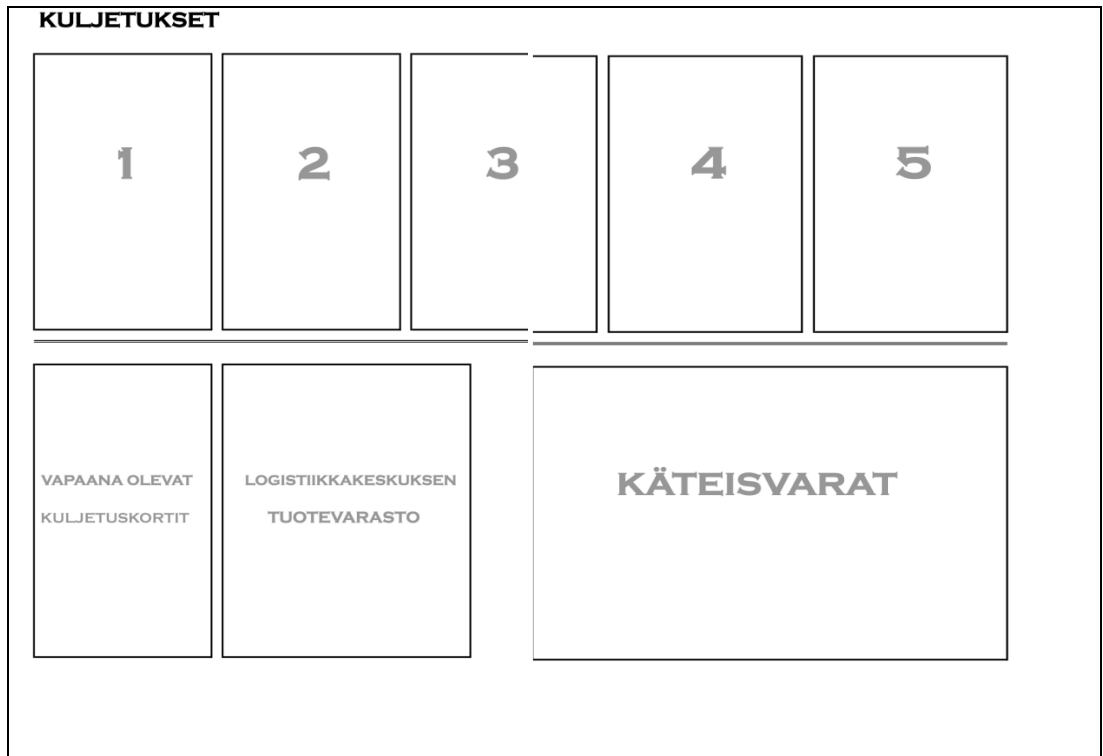 KULJETUKSET
1
2
3
4
5
VAPAANA OLEVAT
KULJETUSKORTIT
LOGISTIIKKAKESKUKSEN
TUOTEVARASTO
KÄTEISVARAT